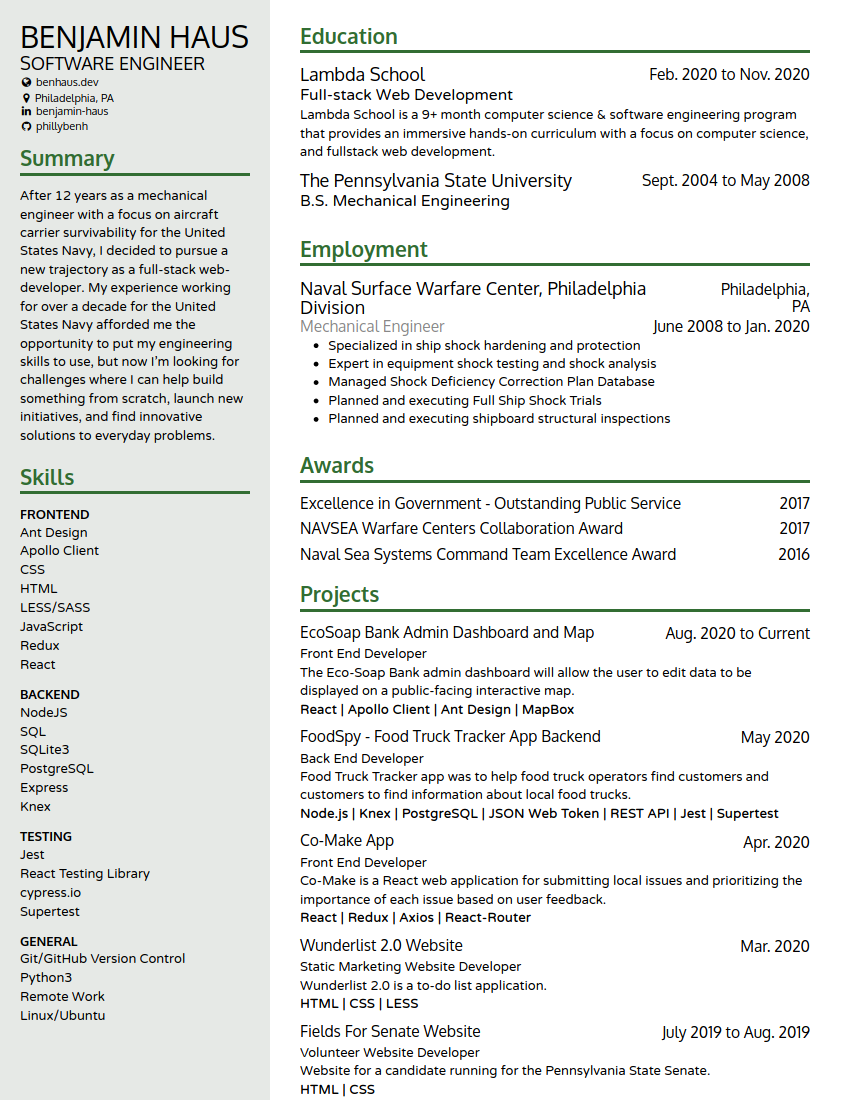 BENJAMIN HAUS
SOFTWARE ENGINEER
benhaus.dev
Philadelphia, PA
benjamin-haus
phillybenh
Summary
After 12 years as a mechanical
engineer with a focus on aircraft
carrier survivability for the United
States Navy, I decided to pursue a
new trajectory as a full-stack web-
developer. My experience working
for over a decade for the United
States Navy afforded me the
opportunity to put my engineering
skills to use, but now I'm looking for
challenges where I can help build
something from scratch, launch new
initiatives, and find innovative
solutions to everyday problems.
Skills
FRONTEND
Ant Design
Apollo Client
CSS
HTML
LESS/SASS
JavaScript
Redux
React
BACKEND
NodeJS
SQL
SQLite3
PostgreSQL
Express
Knex
TESTING
Jest
React Testing Library
cypress.io
Supertest
GENERAL
Git/GitHub Version Control
Python3
Remote Work
Linux/Ubuntu
Education
Lambda School Feb. 2020 to Nov. 2020
Full-stack Web Development
Lambda School is a 9+ month computer science & software engineering program
that provides an immersive hands-on curriculum with a focus on computer science,
and fullstack web development.
The Pennsylvania State University Sept. 2004 to May 2008
B.S. Mechanical Engineering
Employment
Naval Surface Warfare Center, Philadelphia Philadelphia,
Division PA
Mechanical Engineer June 2008 to Jan. 2020
• Specialized in ship shock hardening and protection
• Expert in equipment shock testing and shock analysis
• Managed Shock Deficiency Correction Plan Database
• Planned and executing Full Ship Shock Trials
• Planned and executing shipboard structural inspections
Awards
Excellence in Government - Outstanding Public Service 2017
NAVSEA Warfare Centers Collaboration Award 2017
Naval Sea Systems Command Team Excellence Award 2016
Projects
EcoSoap Bank Admin Dashboard and Map Aug. 2020 to Current
Front End Developer
The Eco-Soap Bank admin dashboard will allow the user to edit data to be
displayed on a public-facing interactive map.
React | Apollo Client | Ant Design | MapBox
FoodSpy - Food Truck Tracker App Backend May 2020
Back End Developer
Food Truck Tracker app was to help food truck operators find customers and
customers to find information about local food trucks.
Node.js | Knex | PostgreSQL | JSON Web Token | REST API | Jest | Supertest
Co-Make App Apr. 2020
Front End Developer
Co-Make is a React web application for submitting local issues and prioritizing the
importance of each issue based on user feedback.
React | Redux | Axios | React-Router
Wunderlist 2.0 Website Mar. 2020
Static Marketing Website Developer
Wunderlist 2.0 is a to-do list application.
HTML | CSS | LESS
Fields For Senate Website July 2019 to Aug. 2019
Volunteer Website Developer
Website for a candidate running for the Pennsylvania State Senate.
HTML | CSS